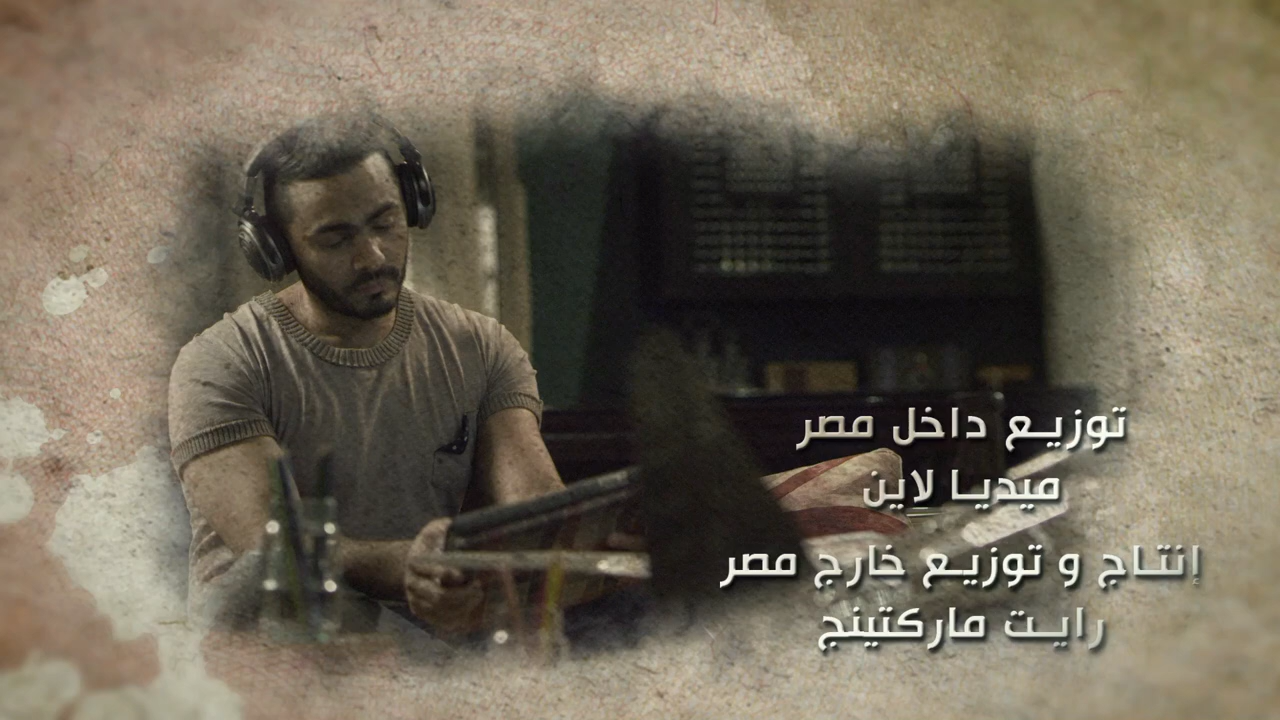 توزيع داخل مصر
ميديا لاين
إنتاج و توزيع خارج مصر
رايت ماركتينج